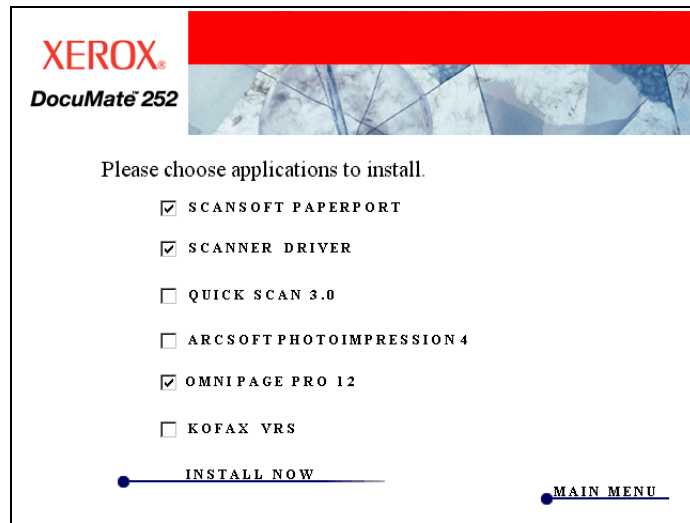 XEROX®
DocuMate™ 252
Please choose applications to install.
SCANSOFT PAPERPORT
SCANNER DRIVER
QUICK SCAN 3.0
ARCSOFT PHOTOIMPRESSION 4
OMNIPAGE PRO 12
KOFAX VRS
INSTALL NOW
MAIN MENU